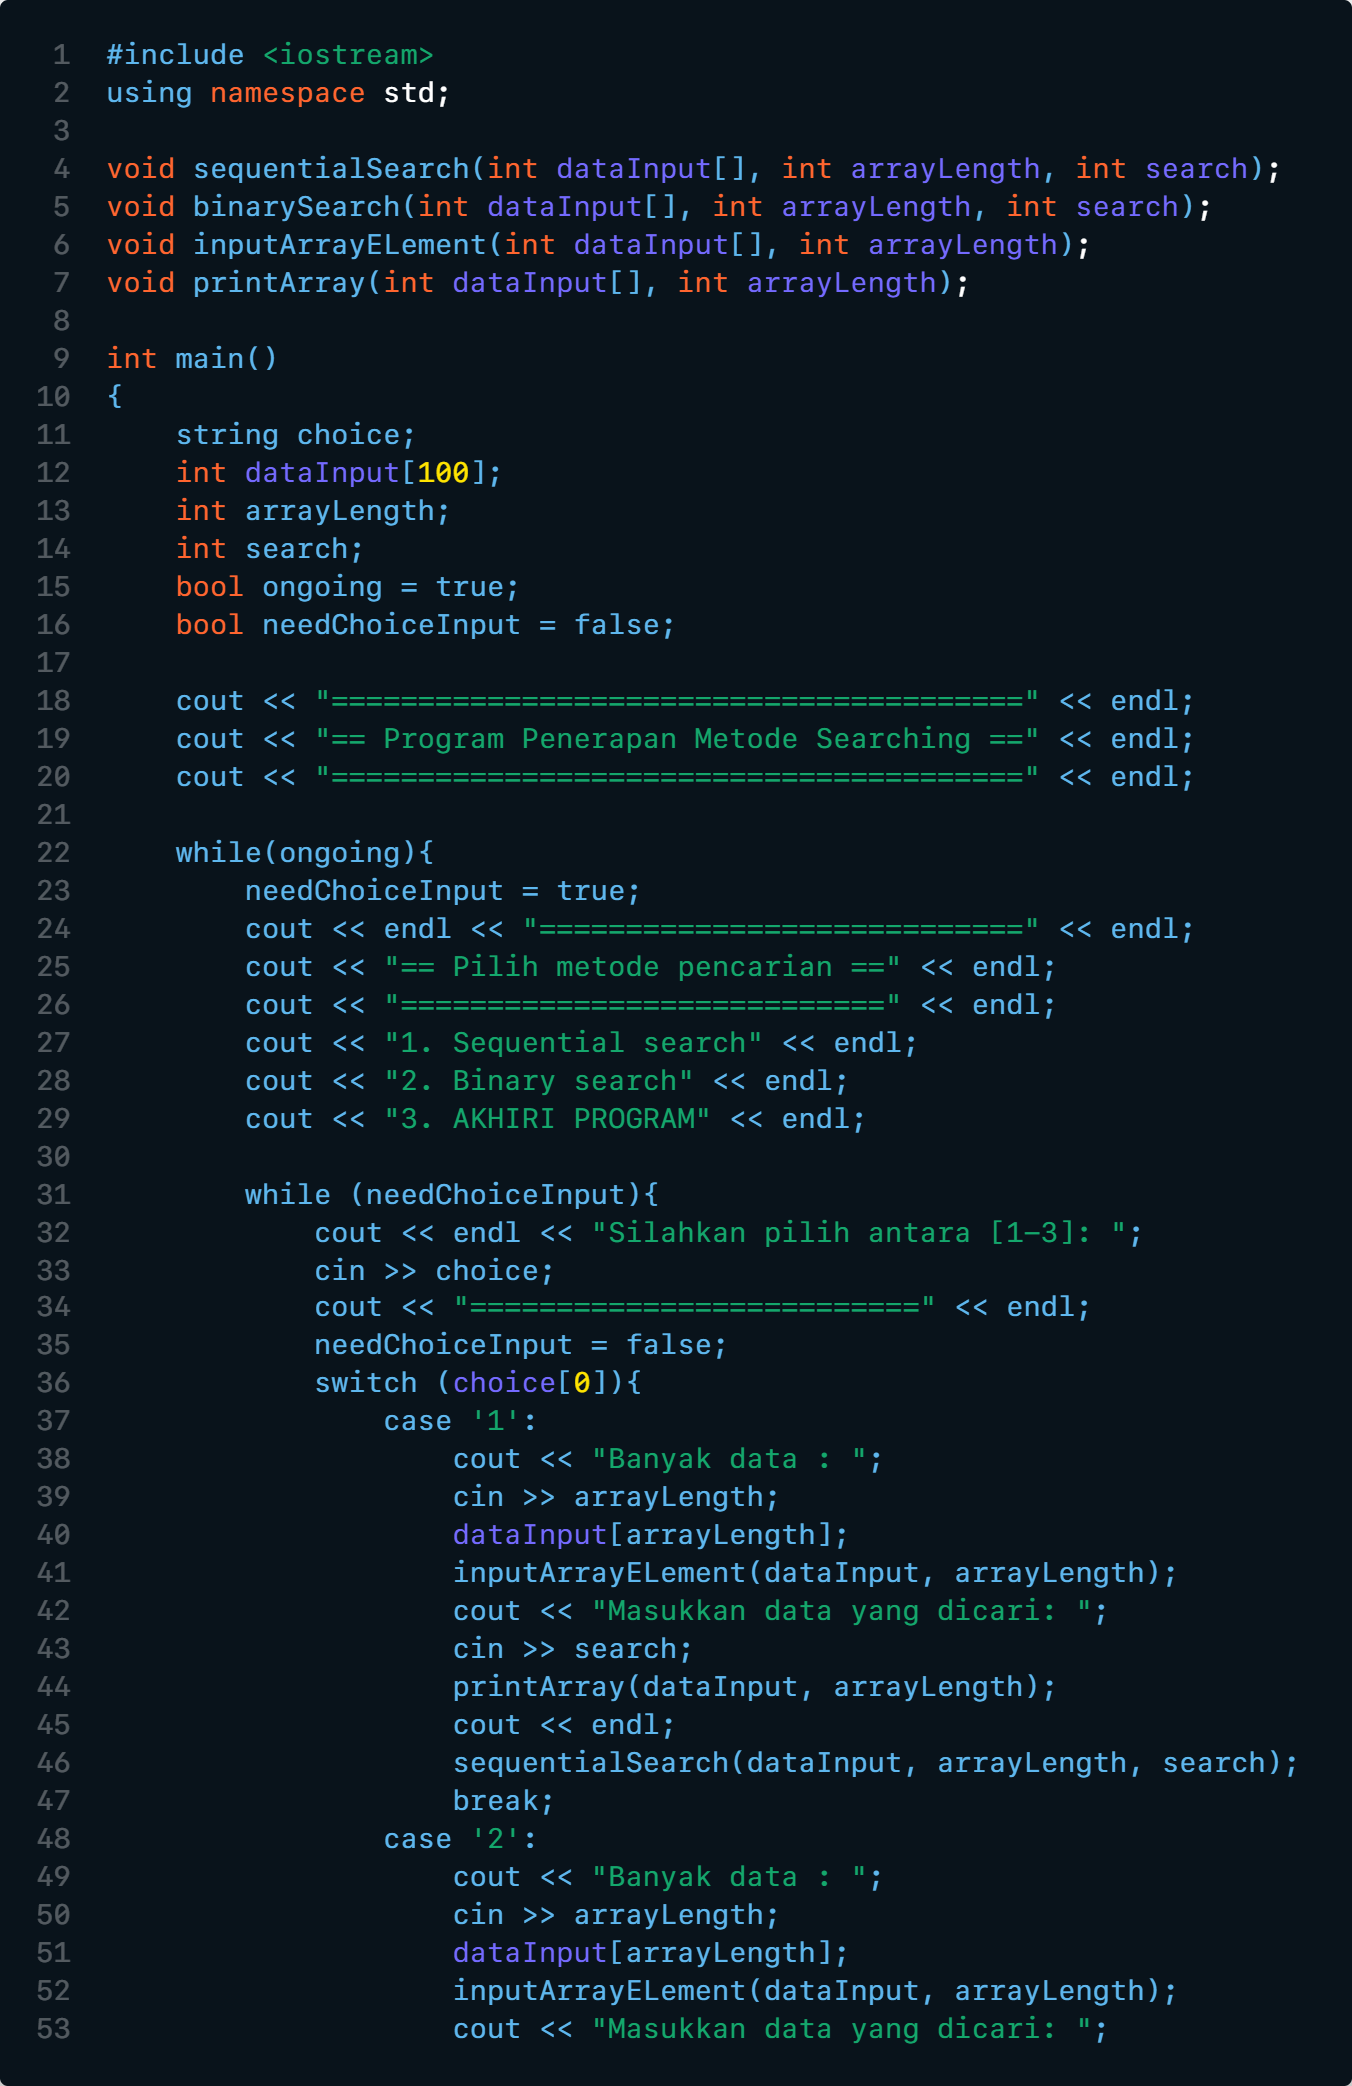 1 #include <iostream>
2 using namespace std;
3
4 void sequentialSearch(int dataInput[], int arrayLength, int search);
5 void binarySearch(int dataInput[], int arrayLength, int search);
6 void inputArrayELement(int dataInput[], int arrayLength);
7 void printArray(int dataInput[], int arrayLength);
8
9 int main()
10 {
11     string choice;
12     int dataInput[100];
13     int arrayLength;
14     int search;
15     bool ongoing = true;
16     bool needChoiceInput = false;
17
18     cout << "========================================" << endl;
19     cout << "== Program Penerapan Metode Searching ==" << endl;
20     cout << "========================================" << endl;
21
22     while(ongoing){
23         needChoiceInput = true;
24         cout << endl << "============================" << endl;
25         cout << "== Pilih metode pencarian ==" << endl;
26         cout << "============================" << endl;
27         cout << "1. Sequential search" << endl;
28         cout << "2. Binary search" << endl;
29         cout << "3. AKHIRI PROGRAM" << endl;
30
31         while (needChoiceInput){
32             cout << endl << "Silahkan pilih antara [1-3]: ";
33             cin >> choice;
34             cout << "==========================" << endl;
35             needChoiceInput = false;
36             switch (choice[0]){
37                 case '1':
38                     cout << "Banyak data : ";
39                     cin >> arrayLength;
40                     dataInput[arrayLength];
41                     inputArrayELement(dataInput, arrayLength);
42                     cout << "Masukkan data yang dicari: ";
43                     cin >> search;
44                     printArray(dataInput, arrayLength);
45                     cout << endl;
46                     sequentialSearch(dataInput, arrayLength, search);
47                     break;
48                 case '2':
49                     cout << "Banyak data : ";
50                     cin >> arrayLength;
51                     dataInput[arrayLength];
52                     inputArrayELement(dataInput, arrayLength);
53                     cout << "Masukkan data yang dicari: ";